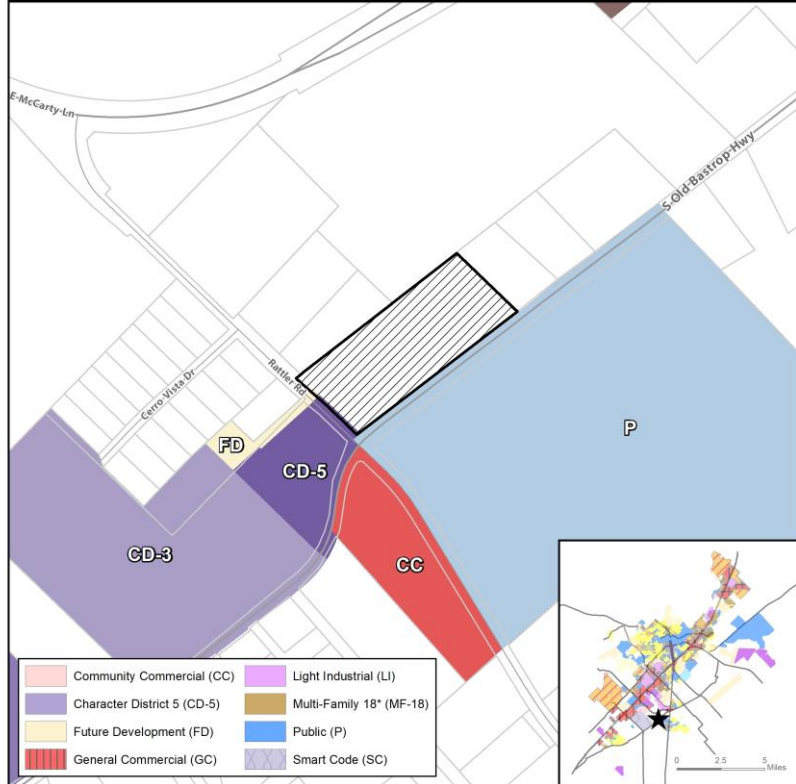 E-McCarty-Ln
S-Old-Bastrop-Hwy
Rattler Rd
Cerro-Vista-Dr
FD
P
CD-5
CD-3
CC
Community Commercial (CC)
Character District 5 (CD-5)
Future Development (FD)
General Commercial (GC)
Light Industrial (LI)
Multi-Family 18* (MF-18)
Public (P)
Smart Code (SC)
0 2.5 5
Miles